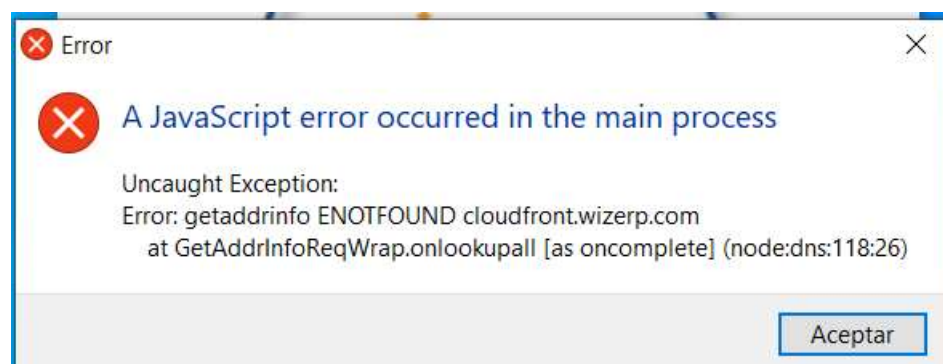 Error
A JavaScript error occurred in the main process
Uncaught Exception:
Error: getaddrinfo ENOTFOUND cloudfront.wizerp.com
at GetAddrInfoReqWrap.onlookupall [as oncomplete] (node:dns:118:26)
Aceptar